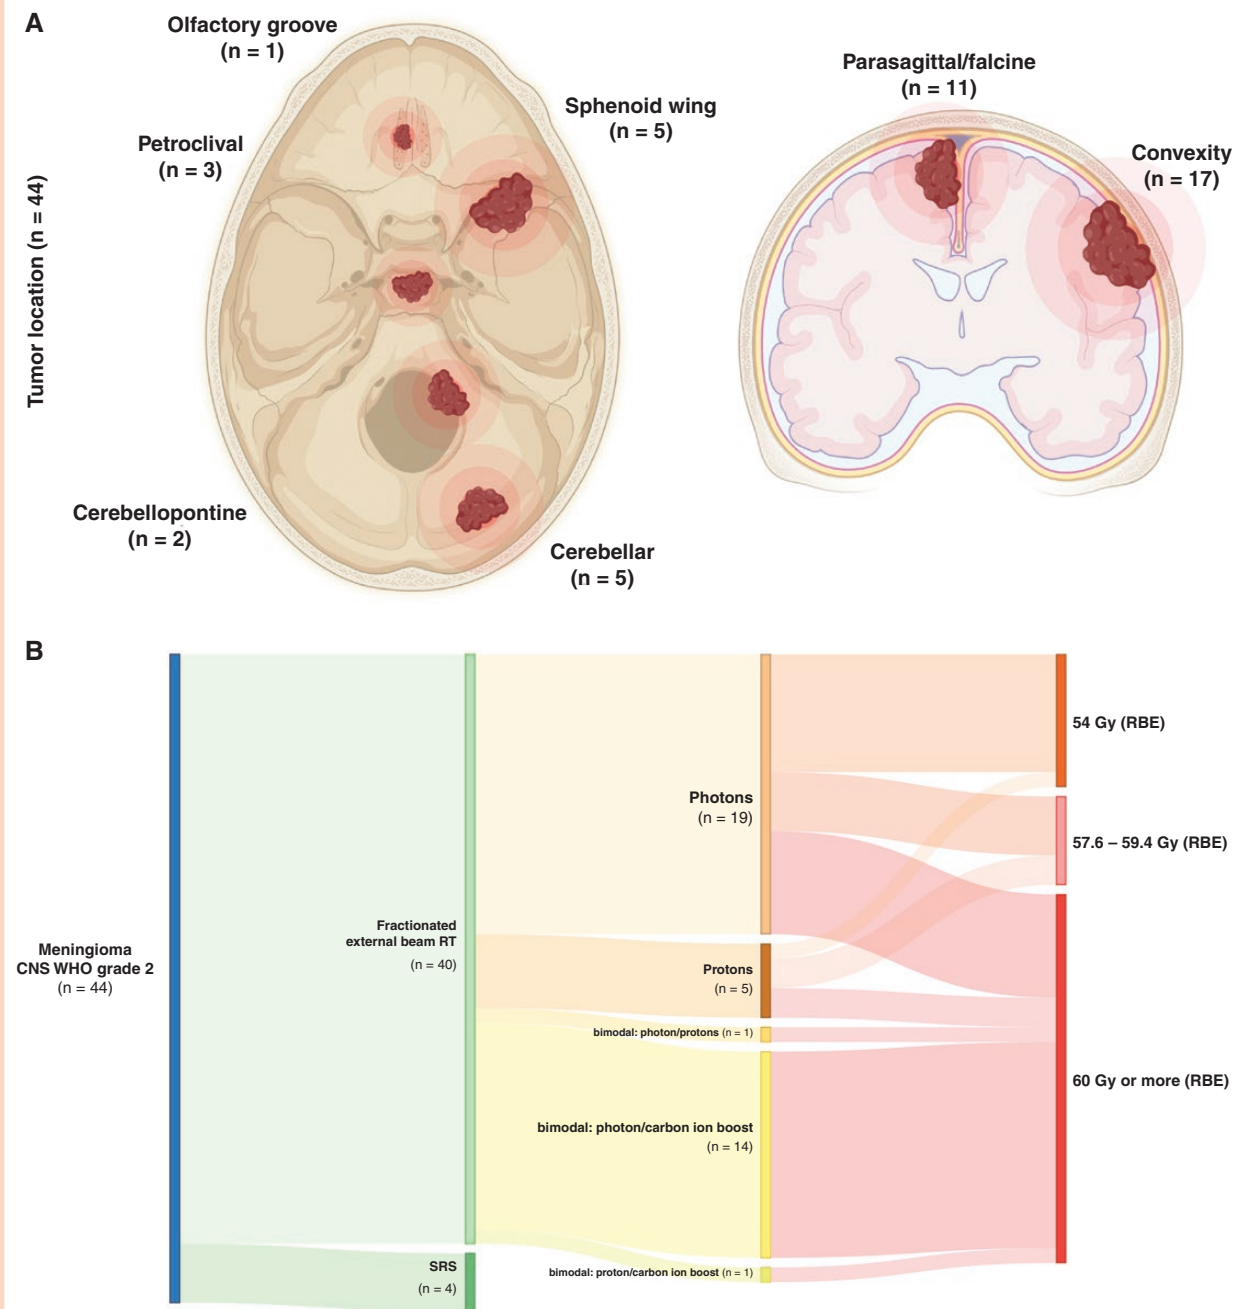 A
Olfactory groove
(n = 1)
Petroclival
(n = 3)
Sphenoid wing
(n = 5)
Parasagittal/falcine
(n = 11)
Convexity
(n = 17)
Tumor location (n = 44)
Cerebellopontine
(n = 2)
Cerebellar
(n = 5)
B
Meningioma
CNS WHO grade 2
(n = 44)
Fractionated
external beam RT
(n = 40)
SRS
(n = 4)
Photons
(n = 19)
Protons
(n = 5)
bimodal: photon/protons (n = 1)
bimodal: photon/carbon ion boost
(n = 14)
bimodal: proton/carbon ion boost (n = 1)
54 Gy (RBE)
57.6 – 59.4 Gy (RBE)
60 Gy or more (RBE)